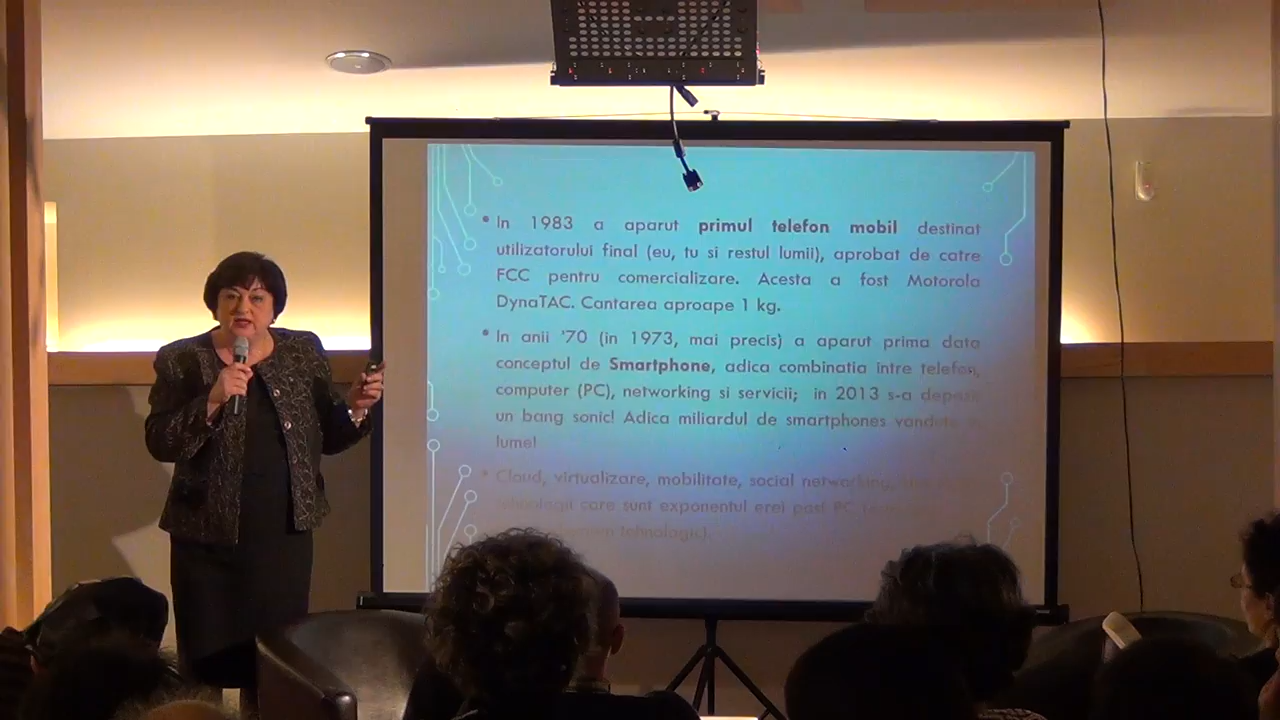 • In 1983 a aparut primul telefon mobil destinat
utilizatorului final (eu, tu si restul lumii), aprobat de catre
FCC pentru comercializare. Acesta a fost Motorola
DynaTAC. Cantarea aproape 1 kg.
• In anii '70 (in 1973, mai precis) a aparut prima data
conceptul de Smartphone, adica combinatia intre telefon,
computer (PC), networking si servicii; in 2013 s-a
un bang sonic! Adica miliardul de smartphones
lume!
• Cloud, virtualizare, mobilitate, social networking,
tehnologii care sunt exponentul erei post PC
tehnologic).